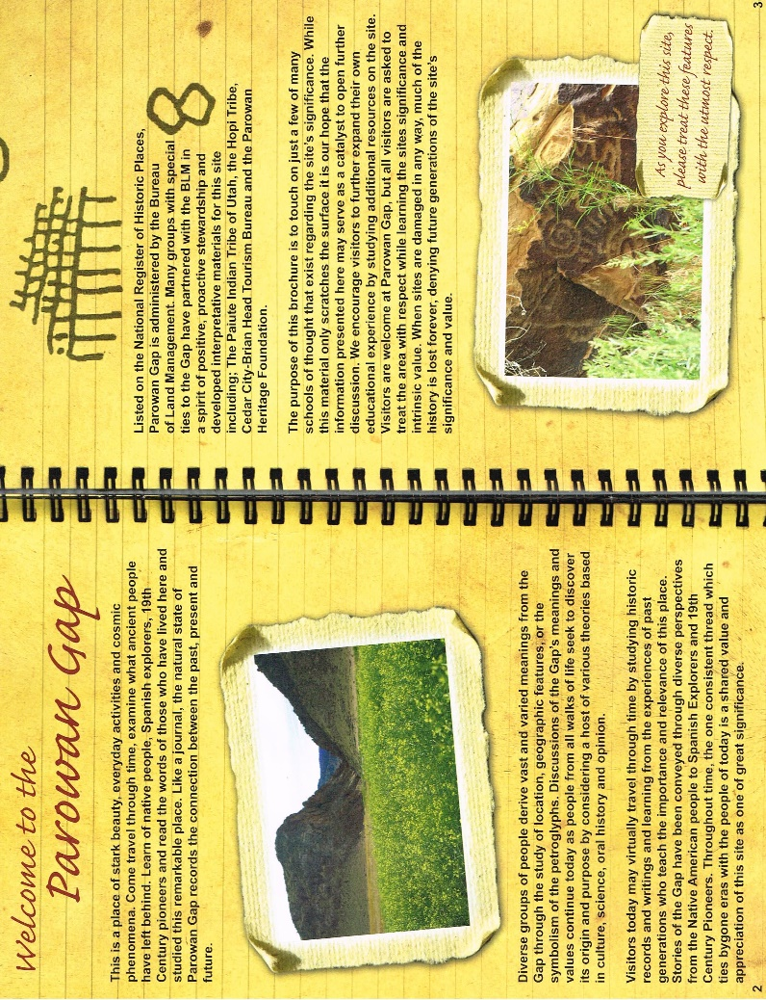 Welcome to the
Parowan Gap
This is a place of stark beauty, everyday activities and cosmic
phenomena. Come travel through time, examine what ancient people
have left behind. Learn of native people, Spanish explorers, 19th
Century pioneers and read the words of those who have lived here and
studied this remarkable place. Like a journal, the natural state of
Parowan Gap records the connection between the past, present and
future.
Diverse groups of people derive vast and varied meanings from the
Gap through the study of location, geographic features, or the
symbolism of the petroglyphs. Discussions of the Gap's meanings and
values continue today as people from all walks of life seek to discover
its origin and purpose by considering a host of various theories based
in culture, science, oral history and opinion.
Visitors today may virtually travel through time by studying historic
records and writings and learning from the experiences of past
generations who teach the importance and relevance of this place.
Stories of the Gap have been conveyed through diverse perspectives
from the Native American people to Spanish Explorers and 19th
Century Pioneers. Throughout time, the one consistent thread which
ties bygone eras with the people of today is a shared value and
appreciation of this site as one of great significance.
2
Listed on the National Register of Historic Places,
Parowan Gap is administered by the Bureau
of Land Management. Many groups with special
ties to the Gap have partnered with the BLM in
a spirit of positive, proactive stewardship and
developed interpretative materials for this site
including; The Paiute Indian Tribe of Utah, the Hopi Tribe,
Cedar City-Brian Head Tourism Bureau and the Parowan
Heritage Foundation.
The purpose of this brochure is to touch on just a few of many
schools of thought that exist regarding the site's significance. While
this material only scratches the surface it is our hope that the
information presented here may serve as a catalyst to open further
discussion. We encourage visitors to further expand their own
educational experience by studying additional resources on the site.
Visitors are welcome at Parowan Gap, but all visitors are asked to
treat the area with respect while learning the sites significance and
intrinsic value. When sites are damaged in any way, much of the
history is lost forever, denying future generations of the site's
significance and value.
As you explore this site,
please treat these features
with the utmost respect.
3